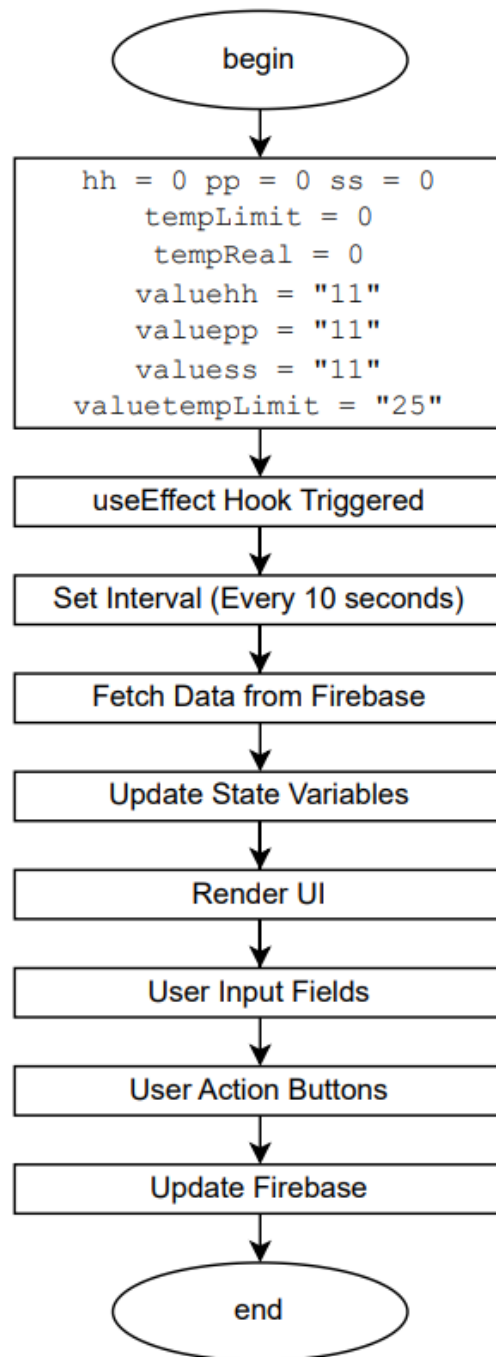 begin
hh = 0 pp = 0 ss = 0
tempLimit = 0
tempReal = 0
valuehh = "11"
valuepp = "11"
valuess = "11"
valuetempLimit = "25"
useEffect Hook Triggered
Set Interval (Every 10 seconds)
Fetch Data from Firebase
Update State Variables
Render UI
User Input Fields
User Action Buttons
Update Firebase
end